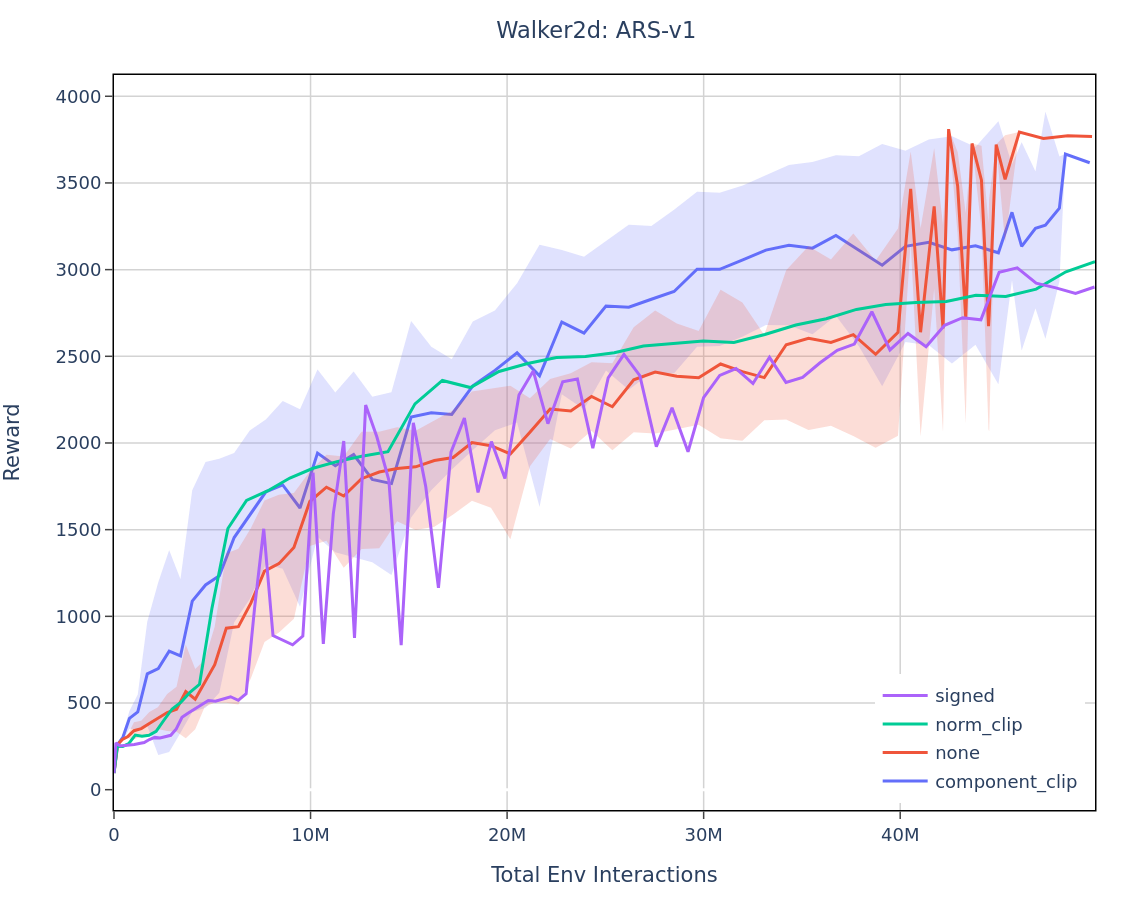 Walker2d: ARS-v1
4000
3500
3000
2500
2000
1500
1000
500
0
Reward
0 10M 20M 30M 40M
Total Env Interactions
signed
norm_clip
none
component_clip